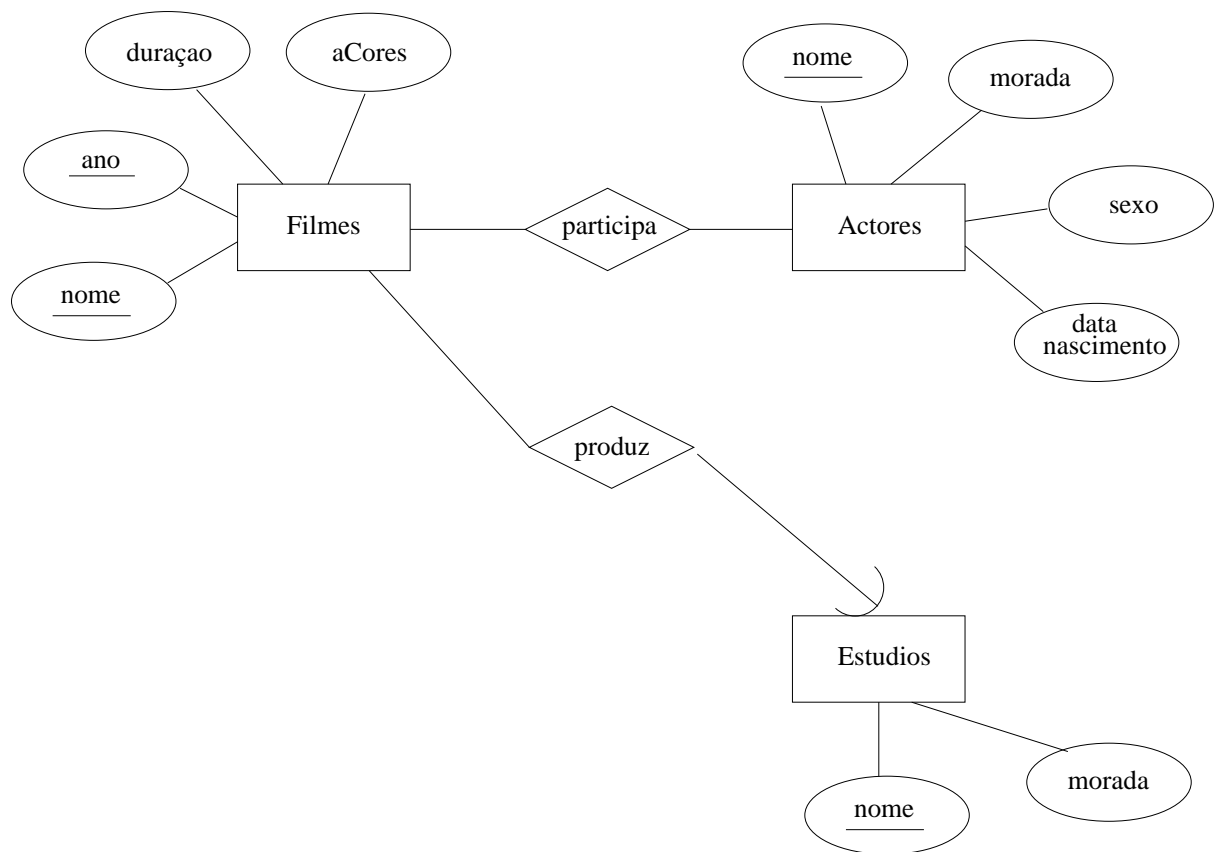 duraçao
aCores
nome
morada
ano
sexo
Filmes
participa
Actores
nome
data
nascimento
produz
Estudios
morada
nome